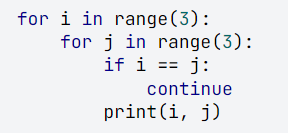 for i in range(3):
    for j in range(3):
        if i == j:
            continue
        print(i, j)